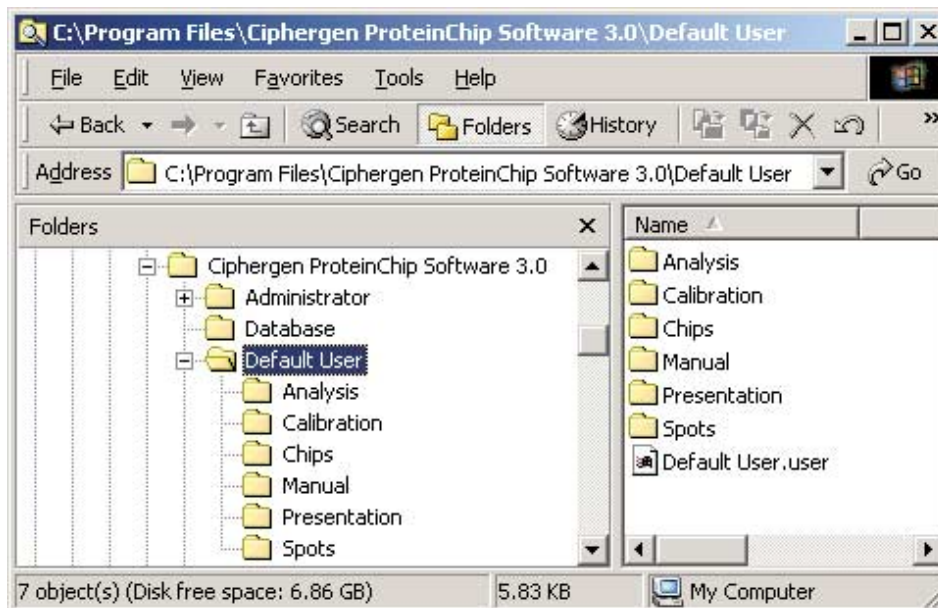 C:\Program Files\Ciphergen ProteinChip Software 3.0\Default User
File Edit View Favorites Tools Help
Back Search Folders History »
Address C:\Program Files\Ciphergen ProteinChip Software 3.0\Default User Go
Folders
Ciphergen ProteinChip Software 3.0
Administrator
Database
Default User
Analysis
Calibration
Chips
Manual
Presentation
Spots
Name
Analysis
Calibration
Chips
Manual
Presentation
Spots
Default User.user
7 object(s) (Disk free space: 6.86 GB) 5.83 KB My Computer